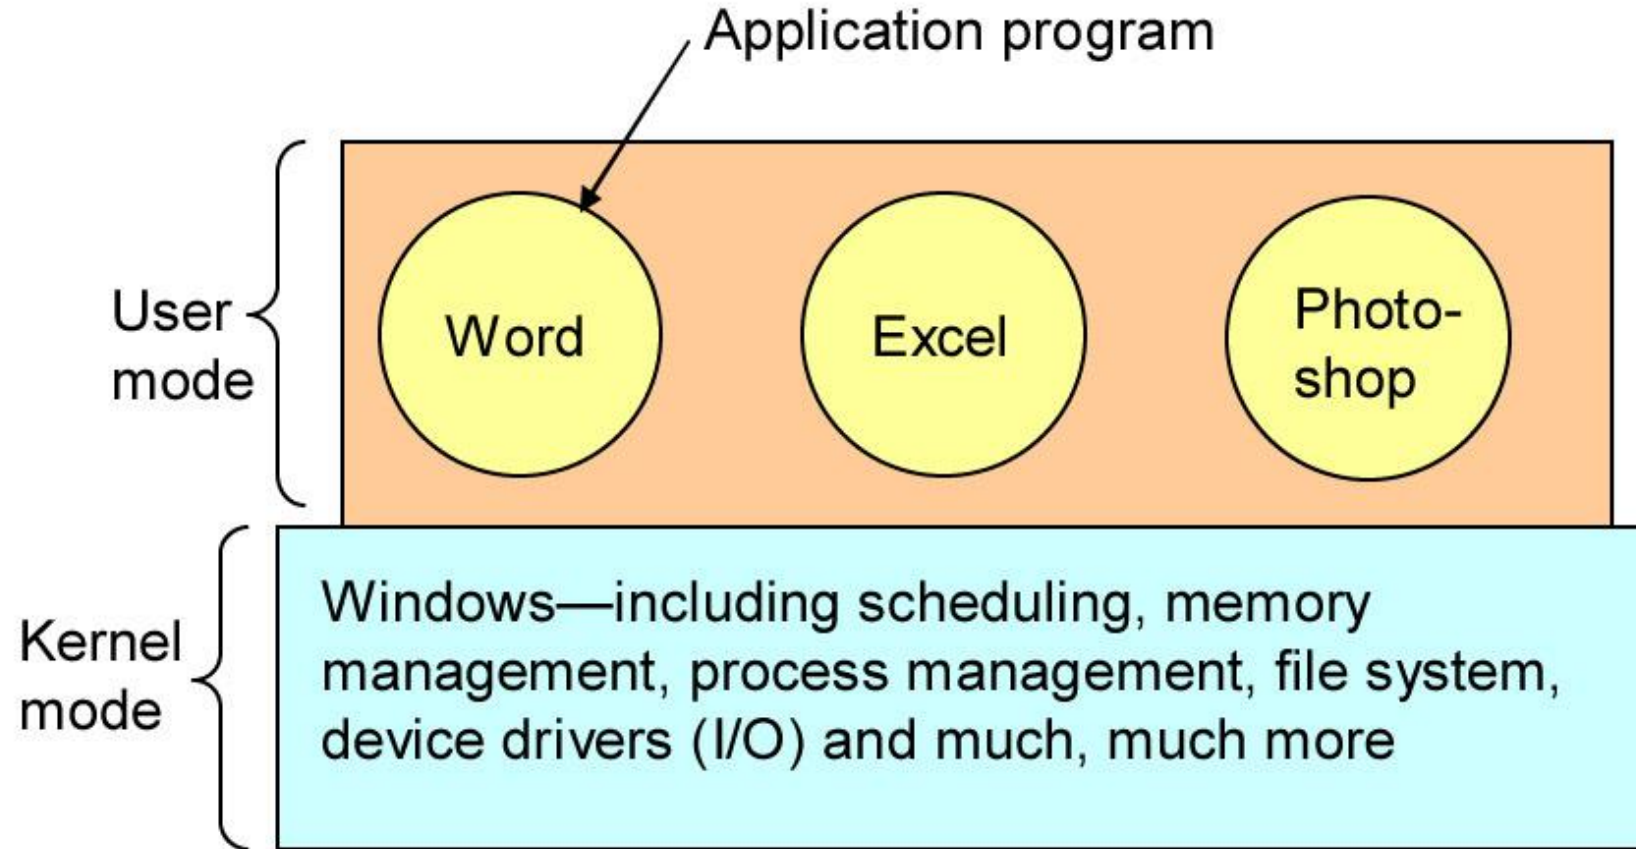 Application program
User
mode
Word
Excel
Photo-
shop
Kernel
mode
Windows—including scheduling, memory
management, process management, file system,
device drivers (I/O) and much, much more